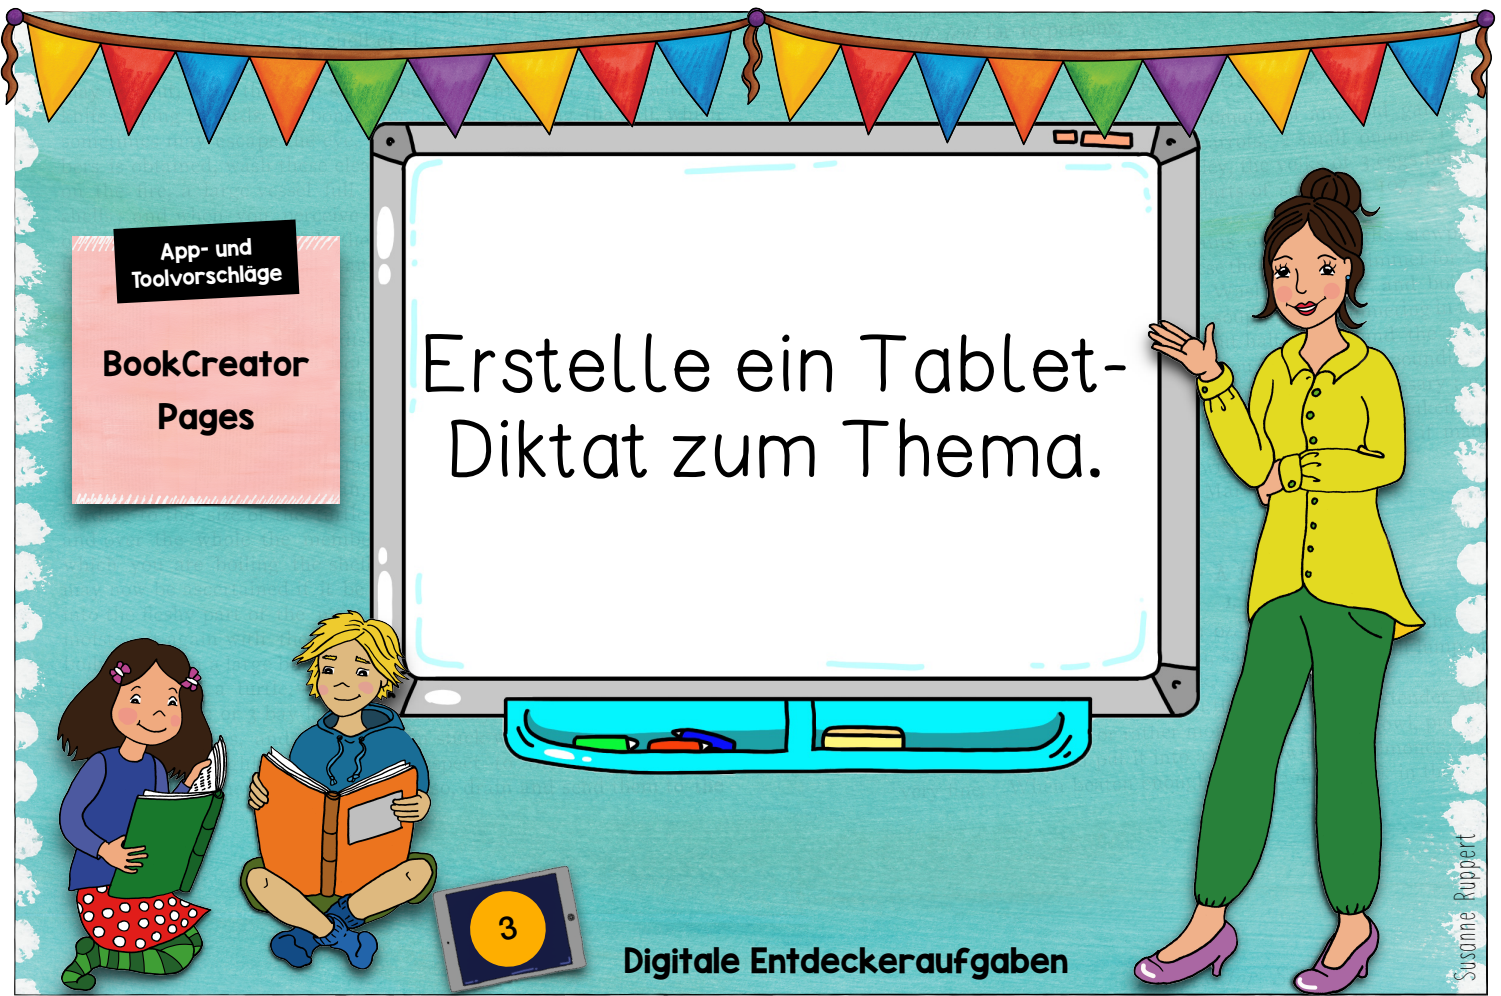 App- und
Toolvorschläge
BookCreator
Pages
Erstelle ein Tablet-
Diktat zum Thema.
3
Digitale Entdeckeraufgaben
Susanne Ruppert